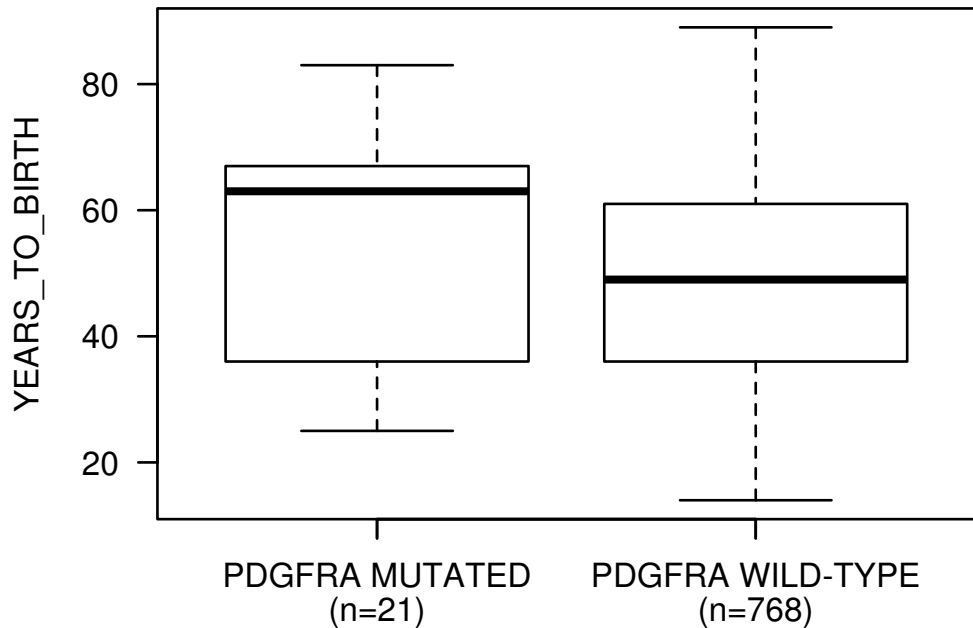 YEARS_TO_BIRTH
80
60
40
20
PDGFRA MUTATED
(n=21)
PDGFRA WILD-TYPE
(n=768)